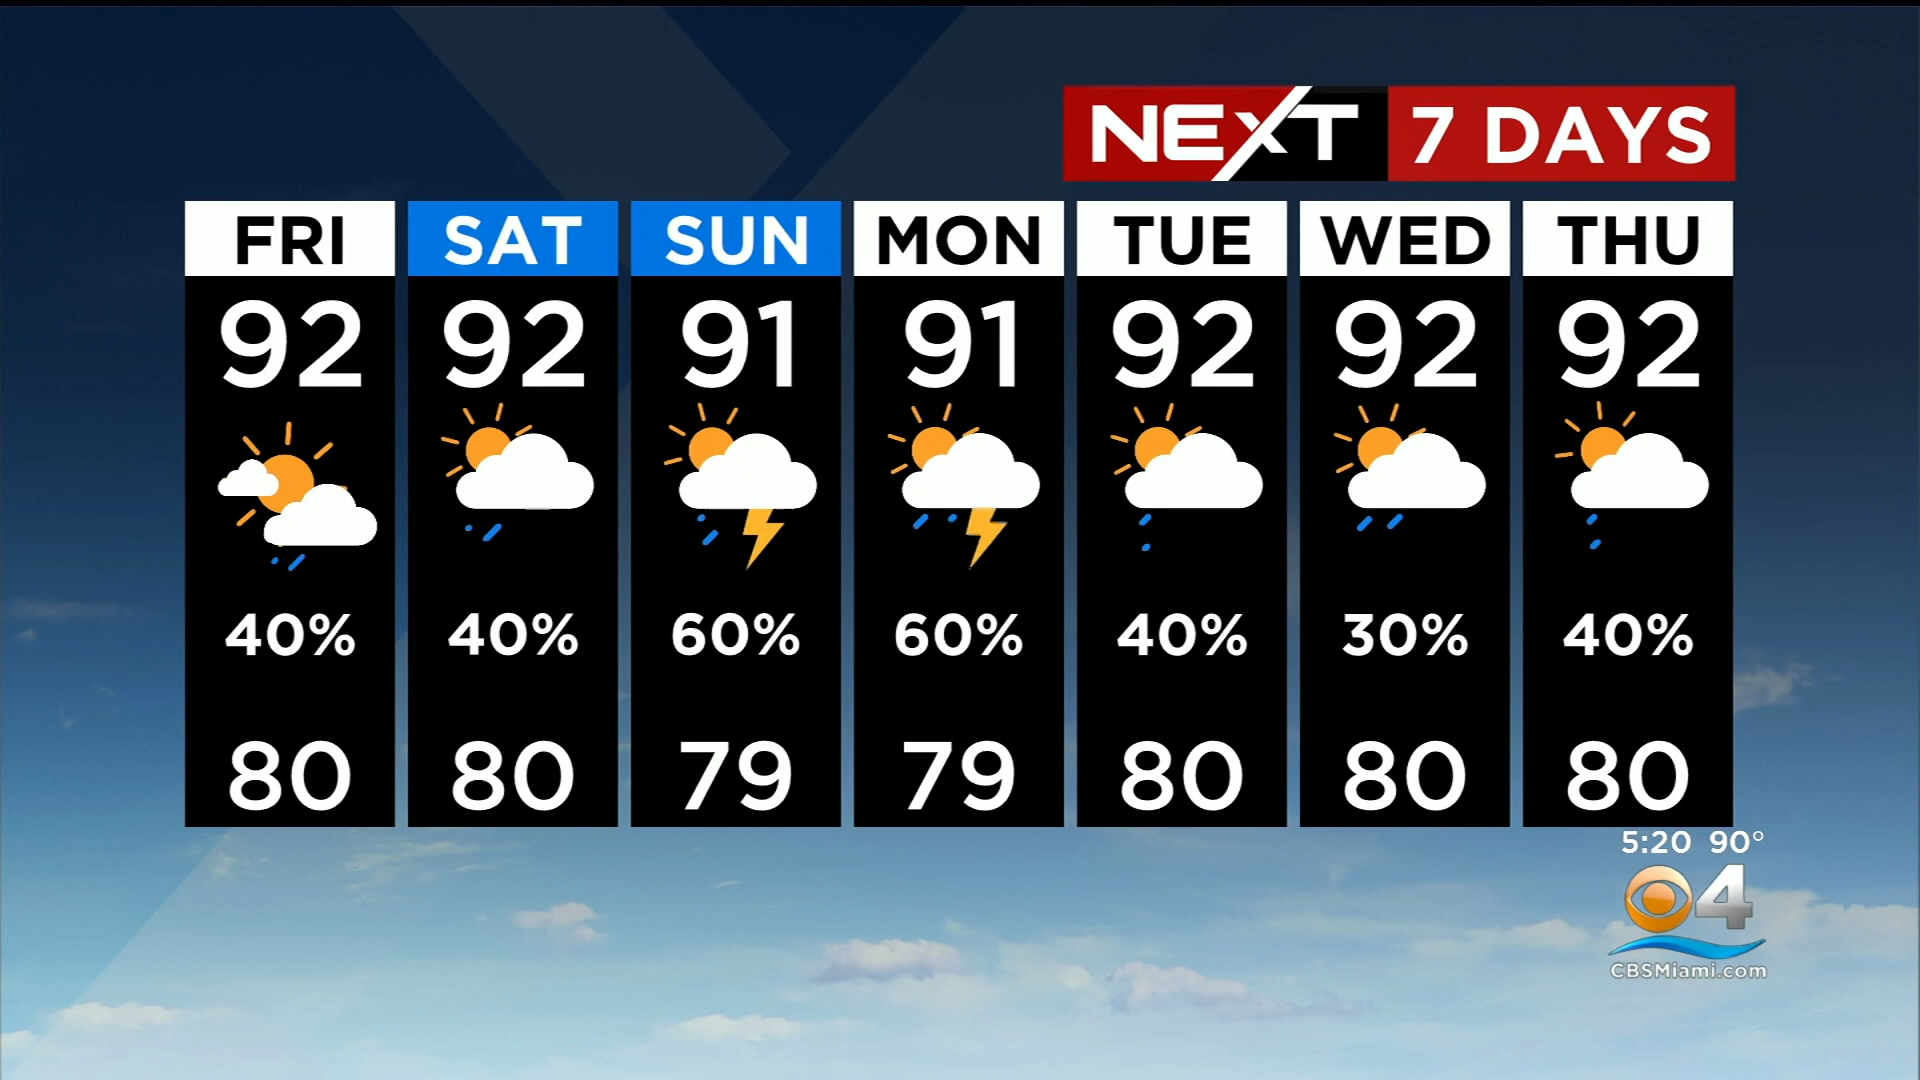 NEXT 7 DAYS
FRI SAT SUN MON TUE WED THU
92 92 91 91 92 92 92
40% 40% 60% 60% 40% 30% 40%
80 80 79 79 80 80 80
5:20 90°
4
CBSMiami.com